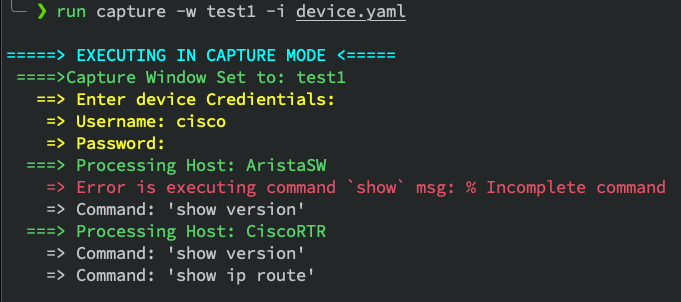 ❯ run capture -w test1 -i device.yaml
=====> EXECUTING IN CAPTURE MODE <=====
====>Capture Window Set to: test1
==> Enter device Credentials:
=> Username: cisco
=> Password:
===> Processing Host: AristaSW
=> Error is executing command `show` msg: % Incomplete command
=> Command: 'show version'
===> Processing Host: CiscoRTR
=> Command: 'show version'
=> Command: 'show ip route'